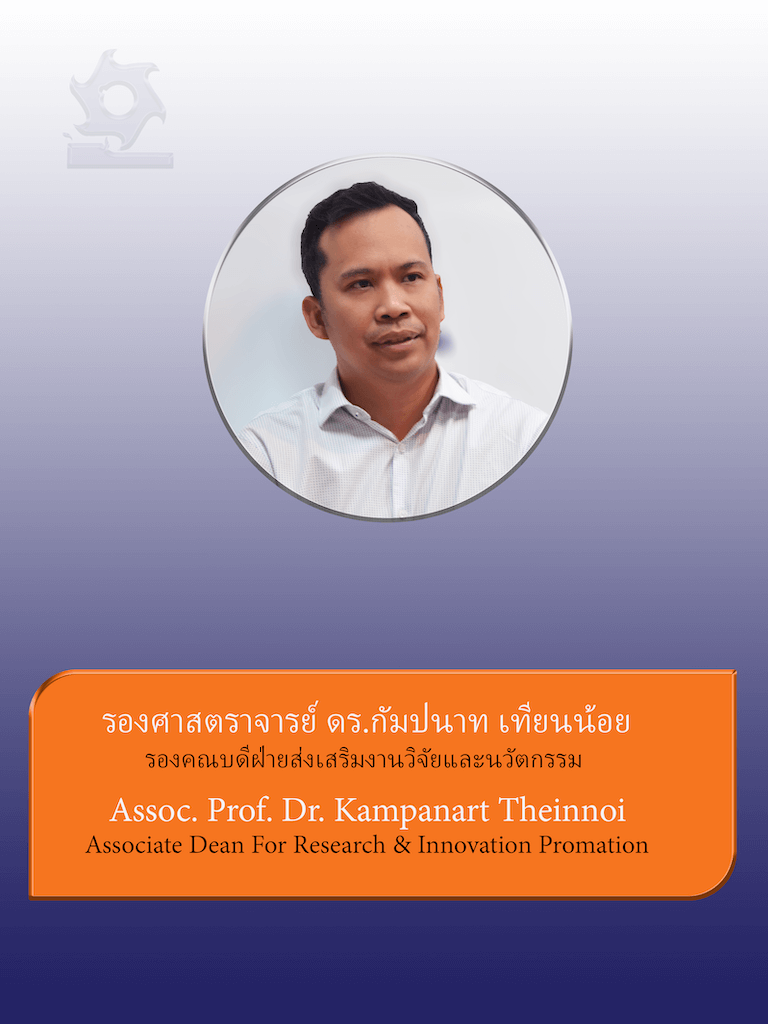 รองศาสตราจารย์ ดร.กัมปนาท เทียนน้อย
รองคณบดีฝ่ายส่งเสริมงานวิจัยและนวัตกรรม
Assoc. Prof. Dr. Kampanart Theinnoi
Associate Dean For Research & Innovation Promation